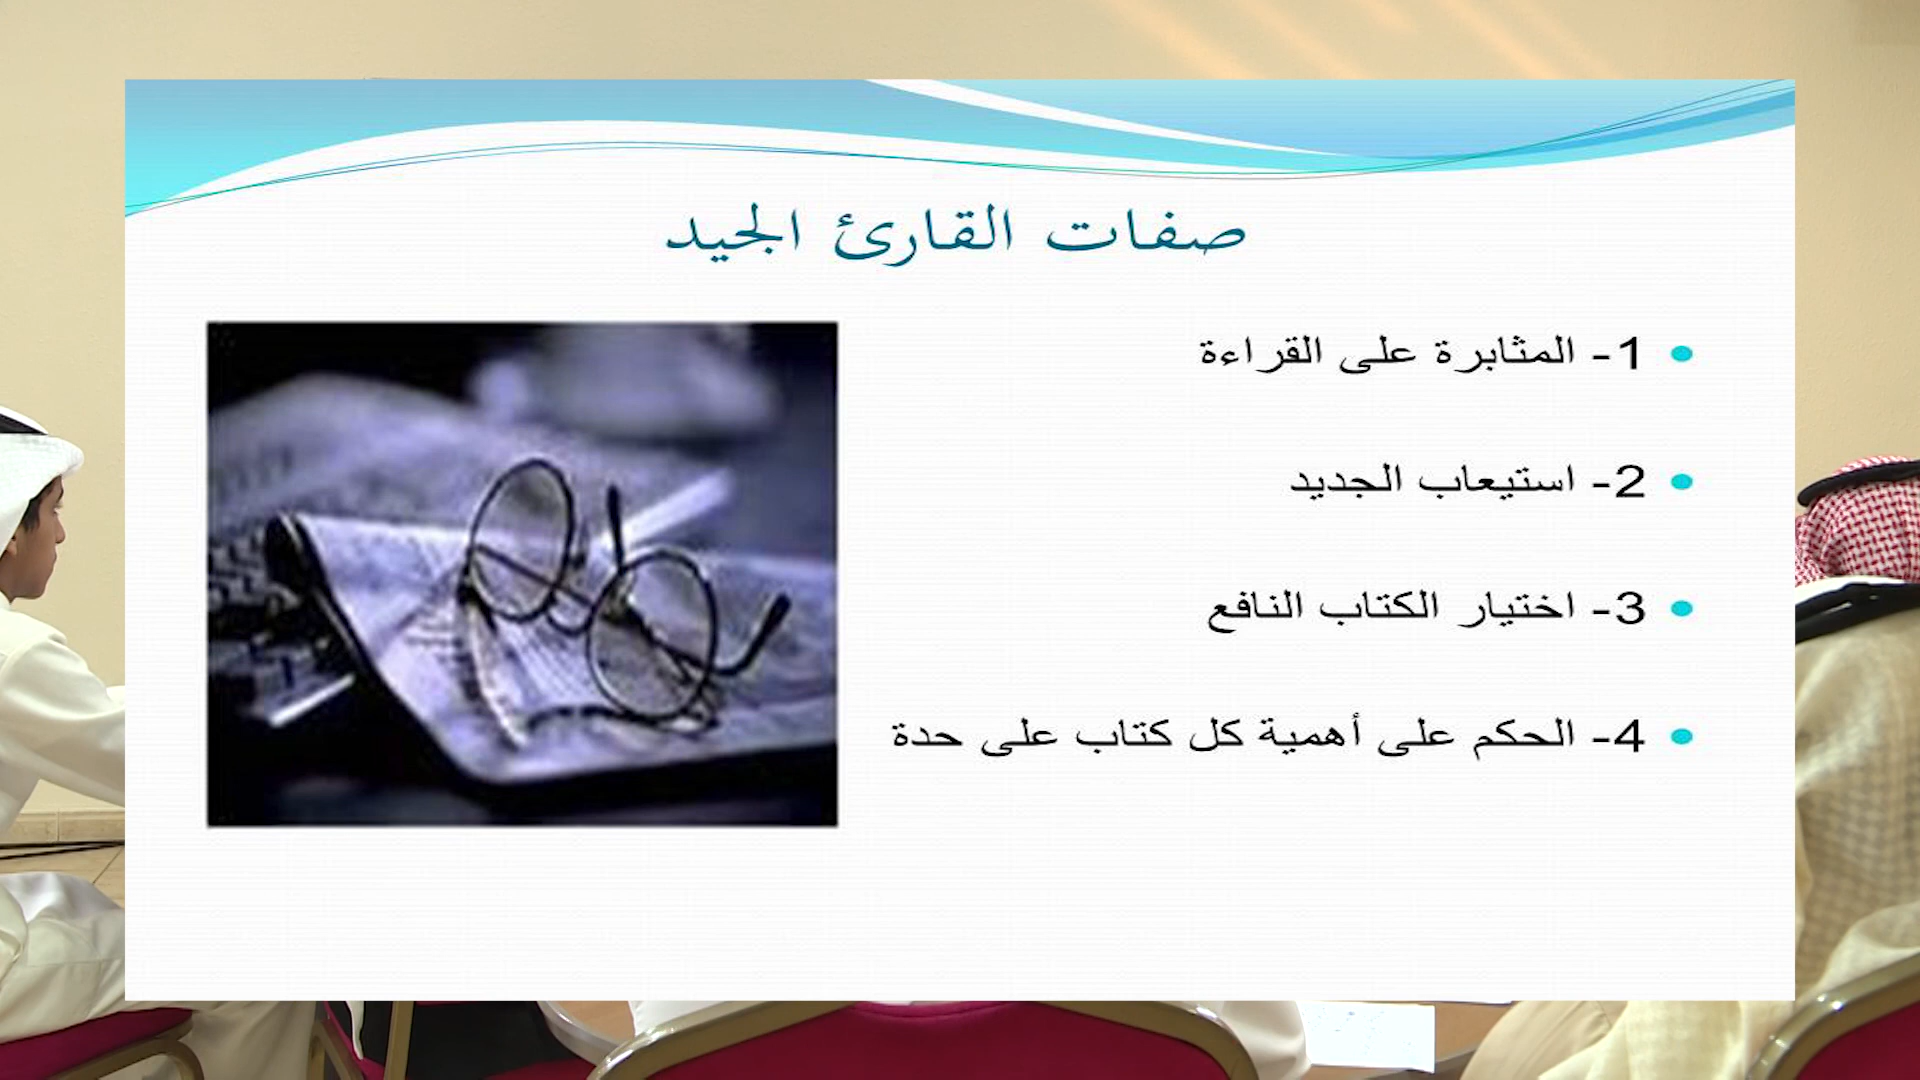 صفات القارئ الجيد
• 1- المثابرة على القراءة
• 2- استيعاب الجديد
• 3- اختيار الكتاب النافع
• 4- الحكم على أهمية كل كتاب على حدة